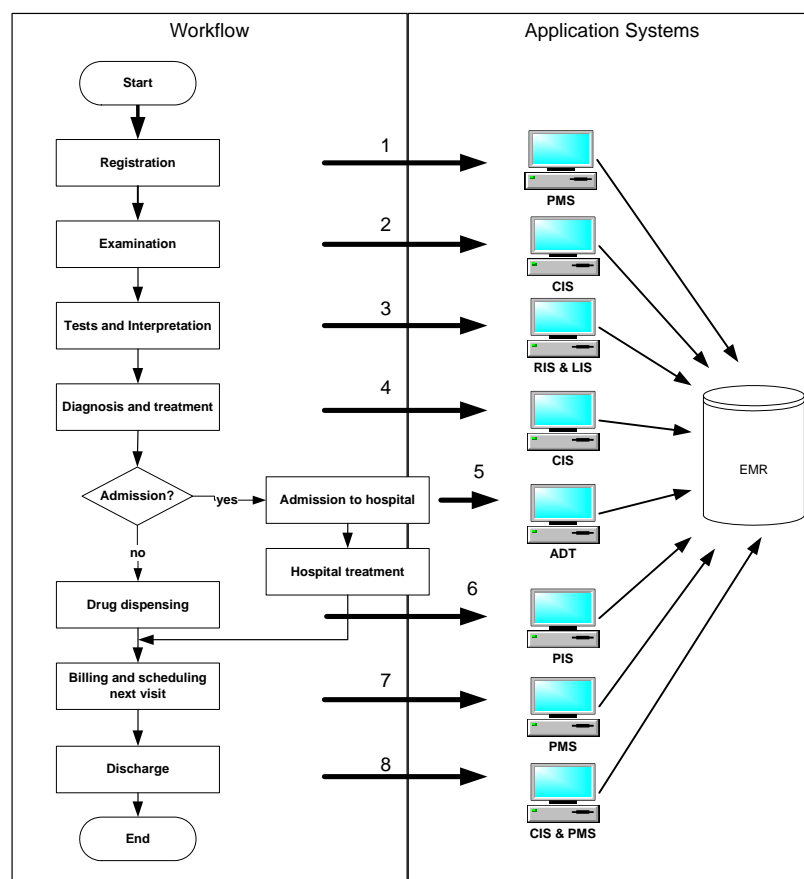 Workflow
Application Systems
Start
Registration
1
PMS
Examination
2
CIS
Tests and Interpretation
3
RIS & LIS
Diagnosis and treatment
4
CIS
EMR
Admission?
yes
Admission to hospital
5
ADT
no
Hospital treatment
Drug dispensing
6
PIS
Billing and scheduling
next visit
7
PMS
Discharge
8
CIS & PMS
End